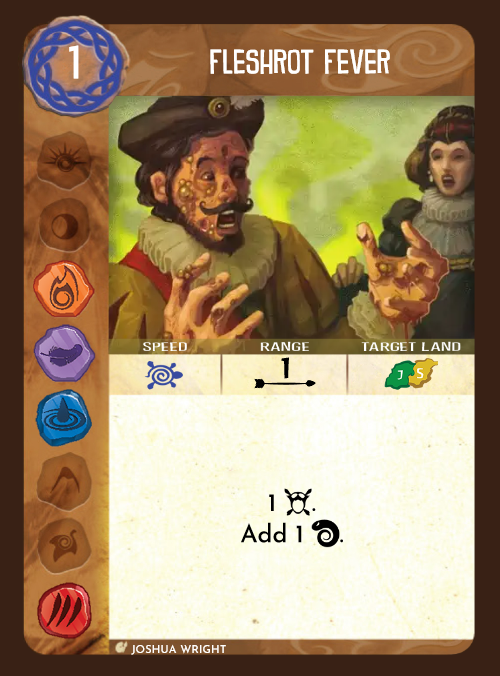 1
FLESHROT FEVER
SPEED RANGE TARGET LAND
1 J S
1 .
Add 1 .
JOSHUA WRIGHT